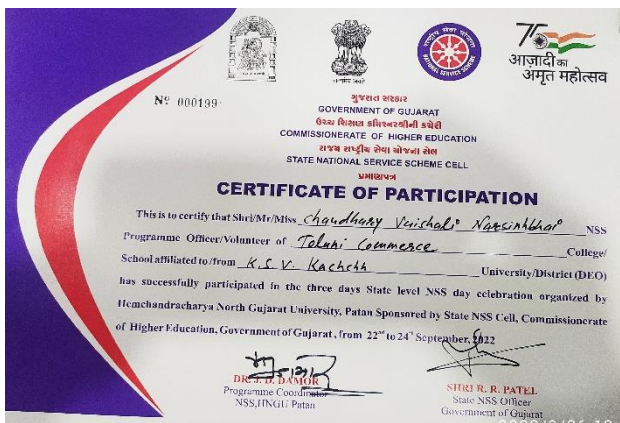 आज़ादी का
अमृत महोत्सव
Nº 000199
ગુજરાત સરકાર
GOVERNMENT OF GUJARAT
ઉચ્ચ શિક્ષણ કમિશનરશ્રીની કચેરી
COMMISSIONERATE OF HIGHER EDUCATION
રાજ્ય રાષ્ટ્રીય સેવા યોજના સેલ
STATE NATIONAL SERVICE SCHEME CELL
પ્રમાણપત્ર
CERTIFICATE OF PARTICIPATION
This is to certify that Shri/Mr/Miss Chaudhary Vaishali Narsinhbhai NSS
Programme Officer/Volunteer of Tolani Commerce College/
School affiliated to/from K.S.V. Kachchh University/District (DEO)
has successfully participated in the three days State level NSS day celebration organized by
Hemchandracharya North Gujarat University, Patan Sponsored by State NSS Cell, Commissionerate
of Higher Education, Government of Gujarat, from 22nd to 24th September, 2022
DR. J. D. DAMOR
Programme Coordinator
NSS,HNGU Patan
SHRI R. R. PATEL
State NSS Officer
Government of Gujarat